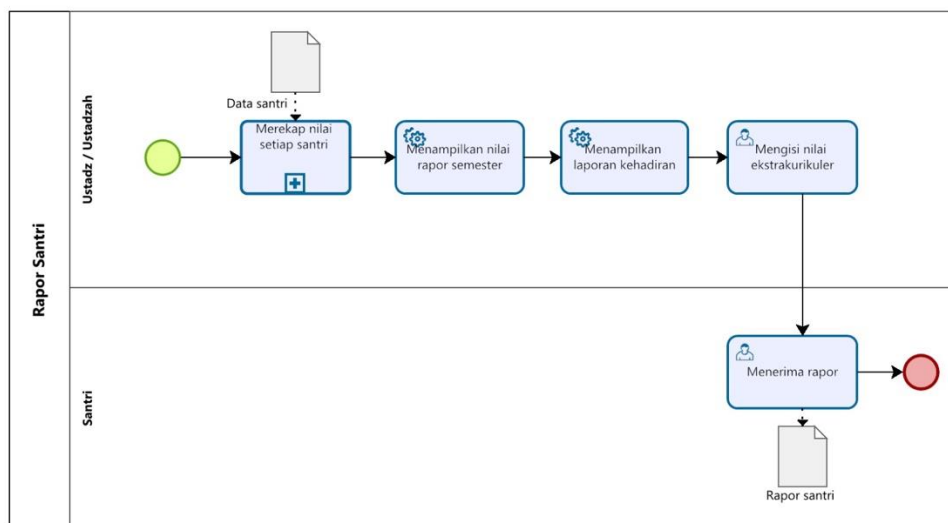 Rapor Santri
Ustadz / Ustadzah
Data santri
Merekap nilai
setiap santri
Menampilkan nilai
rapor semester
Menampilkan
laporan kehadiran
Mengisi nilai
ekstrakurikuler
Santri
Menerima rapor
Rapor santri